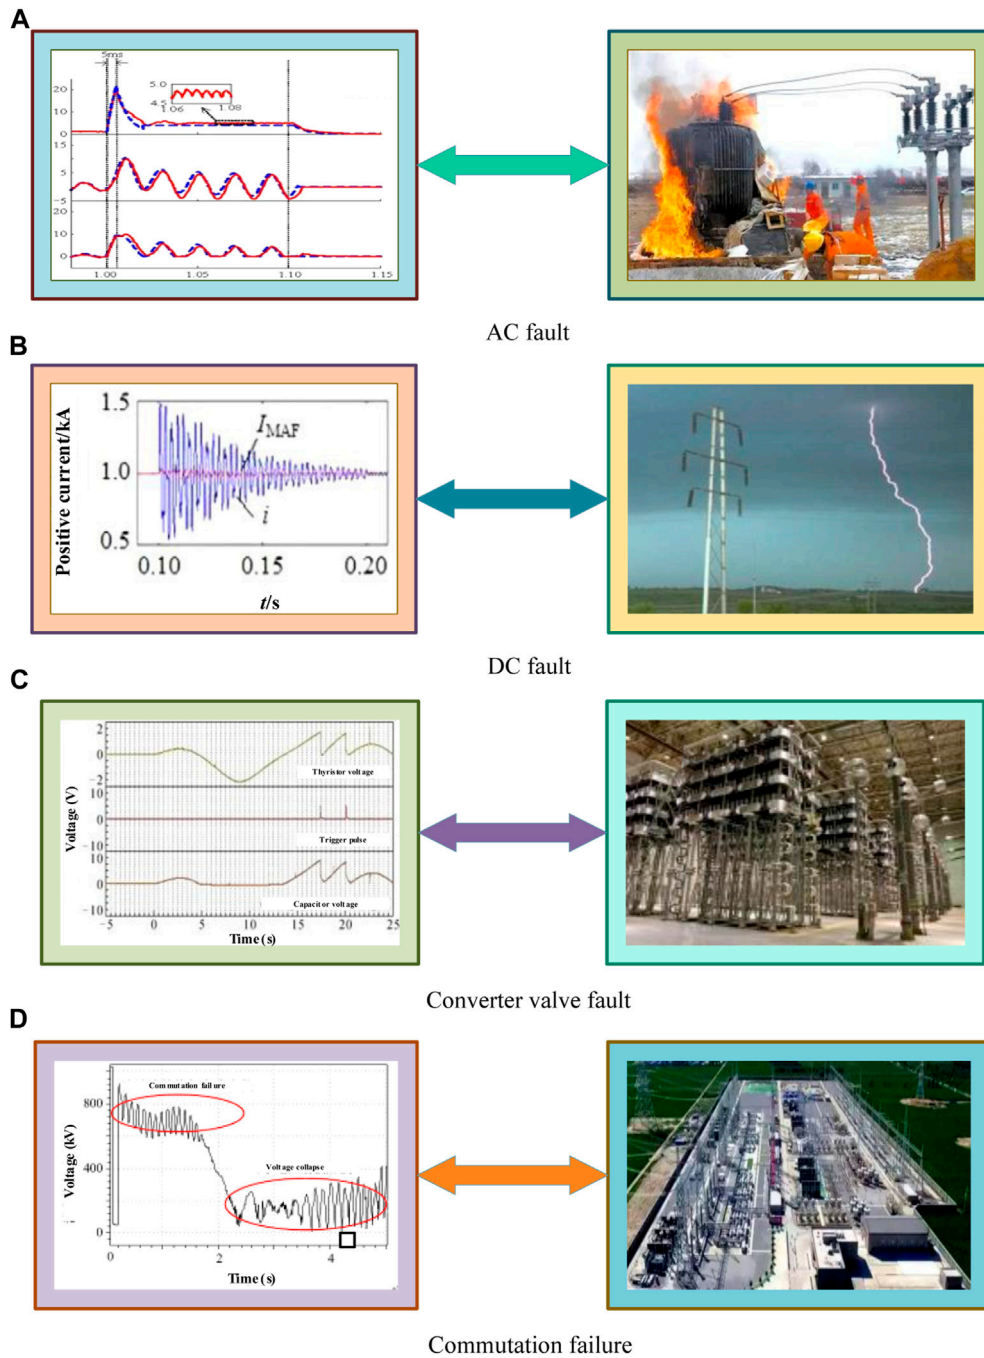 A
5ms
20
0
5.0
4.5
1.06 1.08
15
5
-5
20
10
0
1.00 1.05 1.10 1.15
AC fault
B
Positive current/kA
1.5
1.0
0.5
I MAF
i
0.10 0.15 0.20
t/s
DC fault
C
Voltage (V)
2
0
-2
Thyristor voltage
10
0
-10
Trigger pulse
10
0
-10
Capacitor voltage
-5 0 5 10 15 20 25
Time (s)
Converter valve fault
D
Voltage (kV)
800
400
0
Commutation failure
Voltage collapse
0 2 4
Time (s)
Commutation failure